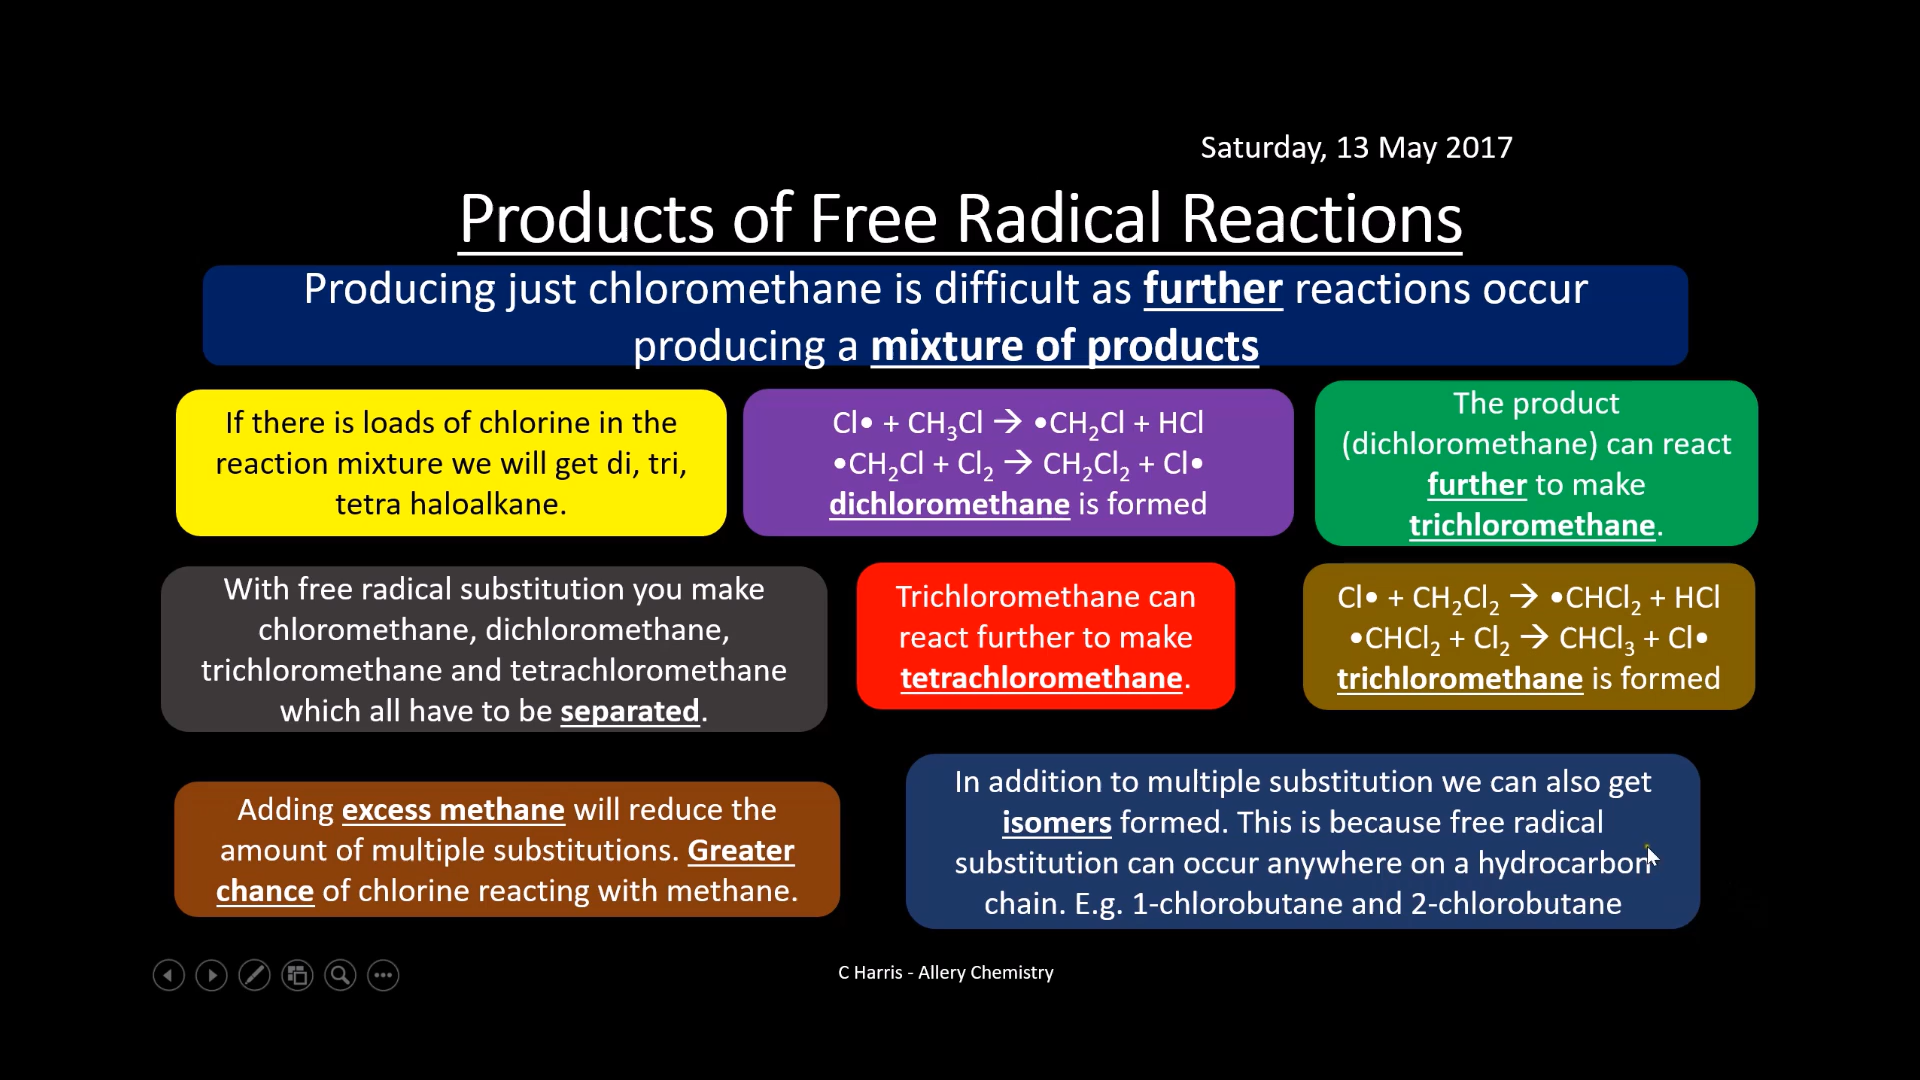 Saturday, 13 May 2017
Products of Free Radical Reactions
Producing just chloromethane is difficult as further reactions occur
producing a mixture of products
If there is loads of chlorine in the
reaction mixture we will get di, tri,
tetra haloalkane.
Cl• + CH₃Cl → •CH₂Cl + HCl
•CH₂Cl + Cl₂ → CH₂Cl₂ + Cl•
dichloromethane is formed
The product
(dichloromethane) can react
further to make
trichloromethane.
With free radical substitution you make
chloromethane, dichloromethane,
trichloromethane and tetrachloromethane
which all have to be separated.
Trichloromethane can
react further to make
tetrachloromethane.
Cl• + CH₂Cl₂ → •CHCl₂ + HCl
•CHCl₂ + Cl₂ → CHCl₃ + Cl•
trichloromethane is formed
Adding excess methane will reduce the
amount of multiple substitutions. Greater
chance of chlorine reacting with methane.
In addition to multiple substitution we can also get
isomers formed. This is because free radical
substitution can occur anywhere on a hydrocarbon
chain. E.g. 1-chlorobutane and 2-chlorobutane
C Harris - Allery Chemistry